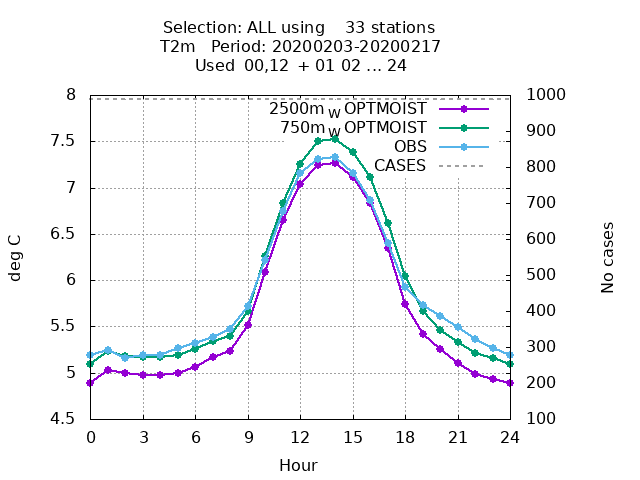 Selection: ALL using    33 stations
T2m   Period: 20200203-20200217
Used  00,12  + 01 02 ... 24
8 1000
2500m W OPTMOIST
750m W OPTMOIST
OBS
CASES
7.5
7
6.5
6
5.5
5
4.5
900
800
700
600
500
400
300
200
100
deg C
No cases
0 3 6 9 12 15 18 21 24
Hour